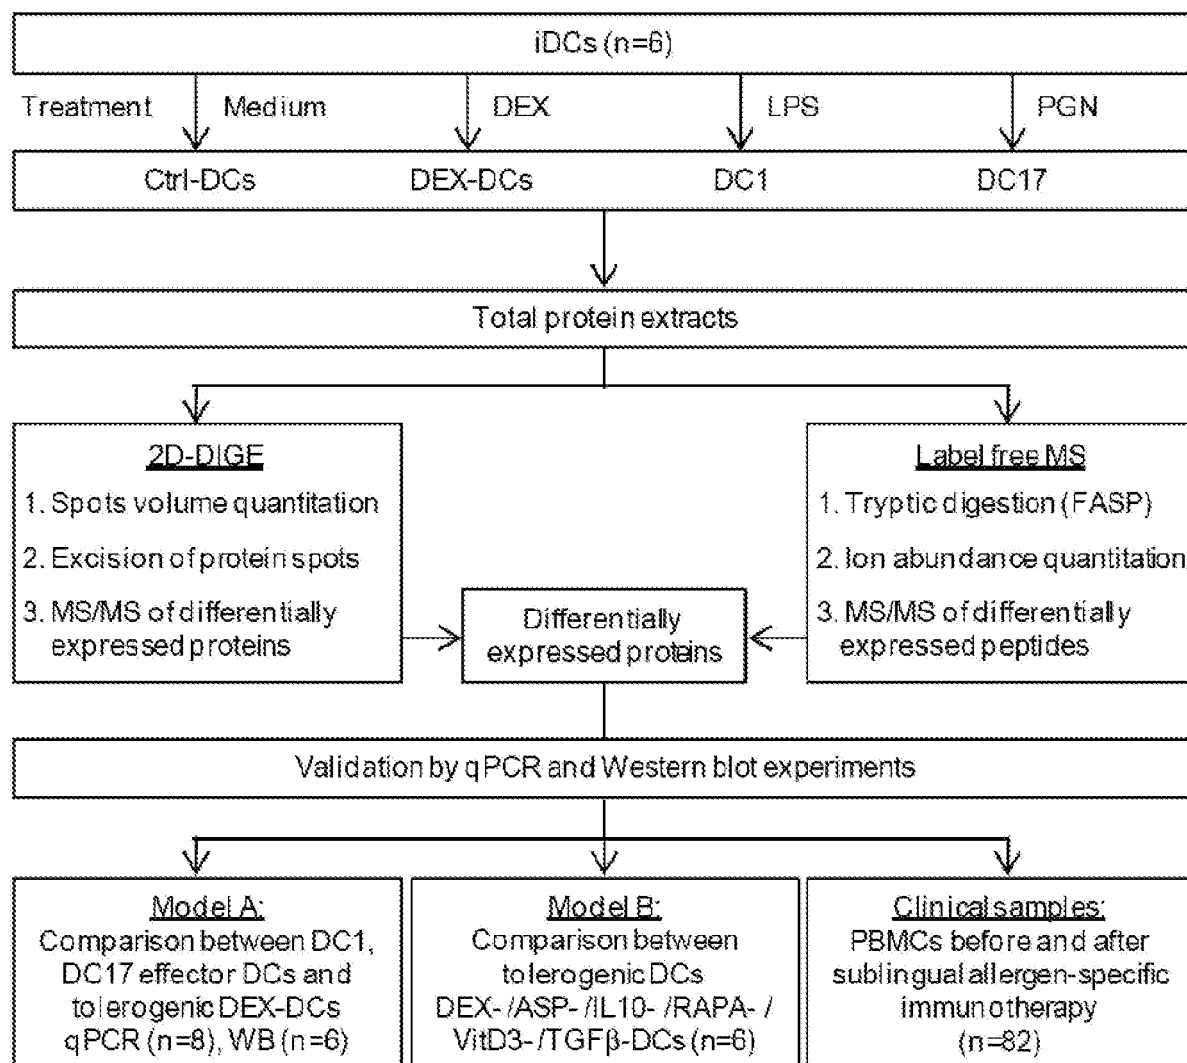 iDCs (n=6)
Treatment Medium DEX LPS PGN
Ctrl-DCs DEX-DCs DC1 DC17
Total protein extracts
2D-DIGE
1. Spots volume quantitation
2. Excision of protein spots
3. MS/MS of differentially
expressed proteins
Label free MS
1. Tryptic digestion (FASP)
2. Ion abundance quantitation
3. MS/MS of differentially
expressed peptides
Differentially
expressed proteins
Validation by qPCR and Western blot experiments
Model A:
Comparison between DC1,
DC17 effector DCs and
tolerogenic DEX-DCs
qPCR (n=8), WB (n=6)
Model B:
Comparison between
tolerogenic DCs
DEX- /ASP- /IL10- /RAPA- /
VitD3- /TGFβ-DCs (n=6)
Clinical samples:
PBMCs before and after
sublingual allergen-specific
immunotherapy
(n=82)